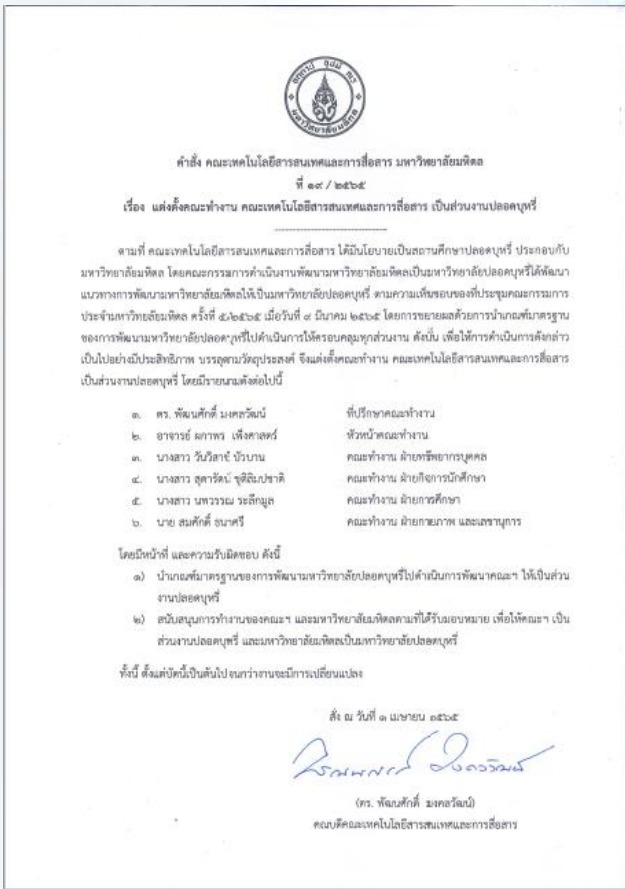 อตฺตานํ อุปมํ กเร
มหาวิทยาลัยมหิดล
คำสั่ง คณะเทคโนโลยีสารสนเทศและการสื่อสาร มหาวิทยาลัยมหิดล
ที่ ๑๙ / ๒๕๖๕
เรื่อง แต่งตั้งคณะทำงาน คณะเทคโนโลยีสารสนเทศและการสื่อสาร เป็นส่วนงานปลอดบุหรี่
ตามที่ คณะเทคโนโลยีสารสนเทศและการสื่อสาร ได้มีนโยบายเป็นสถานศึกษาปลอดบุหรี่ ประกอบกับ
มหาวิทยาลัยมหิดล โดยคณะกรรมการดำเนินงานพัฒนามหาวิทยาลัยมหิดลเป็นมหาวิทยาลัยปลอดบุหรี่ได้พัฒนา
แนวทางการพัฒนามหาวิทยาลัยมหิดลให้เป็นมหาวิทยาลัยปลอดบุหรี่ ตามความเห็นชอบของที่ประชุมคณะกรรมการ
ประจำมหาวิทยาลัยมหิดล ครั้งที่ ๕/๒๕๖๕ เมื่อวันที่ ๙ มีนาคม ๒๕๖๕ โดยการขยายผลด้วยการนำเกณฑ์มาตรฐาน
ของการพัฒนามหาวิทยาลัยปลอดบุหรี่ไปดำเนินการให้ครอบคลุมทุกส่วนงาน ดังนั้น เพื่อให้การดำเนินการดังกล่าว
เป็นไปอย่างมีประสิทธิภาพ บรรลุตามวัตถุประสงค์ จึงแต่งตั้งคณะทำงาน คณะเทคโนโลยีสารสนเทศและการสื่อสาร
เป็นส่วนงานปลอดบุหรี่ โดยมีรายนามดังต่อไปนี้
๑. ดร. พัฒนศักดิ์ มงคลวัฒน์ ที่ปรึกษาคณะทำงาน
๒. อาจารย์ ผกาพร เพ็งศาสตร์ หัวหน้าคณะทำงาน
๓. นางสาว วันวิสาข์ บัวบาน คณะทำงาน ฝ่ายทรัพยากรบุคคล
๔. นางสาว สุดารัตน์ คณะทำงาน ฝ่ายกิจการนักศึกษา
๕. นางสาว นพวรรณ ระลึกมูล คณะทำงาน ฝ่ายการศึกษา
๖. นาย สมศักดิ์ ธนาศรี คณะทำงาน ฝ่ายกายภาพ และเลขานุการ
โดยมีหน้าที่ และความรับผิดชอบ ดังนี้
๑) นำเกณฑ์มาตรฐานของการพัฒนามหาวิทยาลัยปลอดบุหรี่ไปดำเนินการพัฒนาคณะฯ ให้เป็นส่วน
งานปลอดบุหรี่
๒) สนับสนุนการทำงานของคณะฯ และมหาวิทยาลัยมหิดลตามที่ได้รับมอบหมาย เพื่อให้คณะฯ เป็น
ส่วนงานปลอดบุหรี่ และมหาวิทยาลัยมหิดลเป็นมหาวิทยาลัยปลอดบุหรี่
ทั้งนี้ ตั้งแต่บัดนี้เป็นต้นไป จนกว่างานจะมีการเปลี่ยนแปลง
สั่ง ณ วันที่ ๑ เมษายน ๒๕๖๕
(ดร. พัฒนศักดิ์ มงคลวัฒน์)
คณบดีคณะเทคโนโลยีสารสนเทศและการสื่อสาร